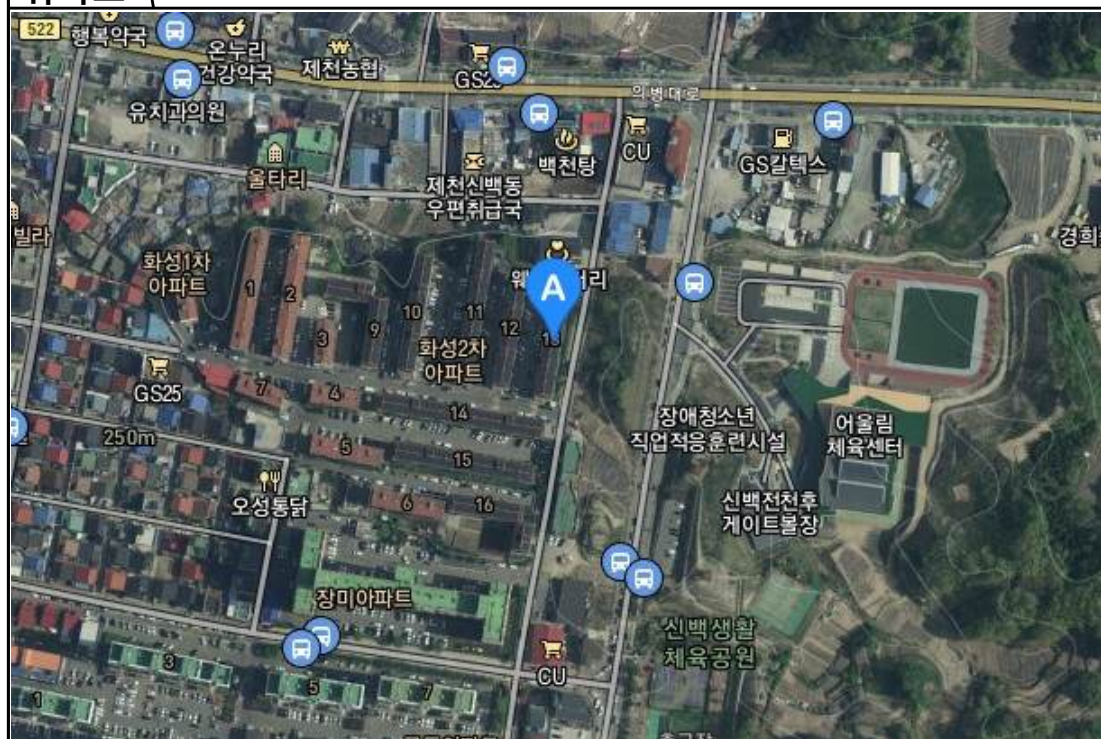 522
행복약국
온누리
건강약국
유치과의원
제천농협
의병대로
백천탕
CU
GS칼텍스
울타리
제천신백동
우편취급국
빌라
화성1차
아파트
1
2
3
9
10
11
12
13
A
화성2차
아파트
GS25
7
4
14
5
15
6
16
250m
오성통닭
장애청소년
직업적응훈련시설
어울림
체육센터
신백전천후
게이트볼장
장미아파트
신백생활
체육공원
CU
3
5
7
1